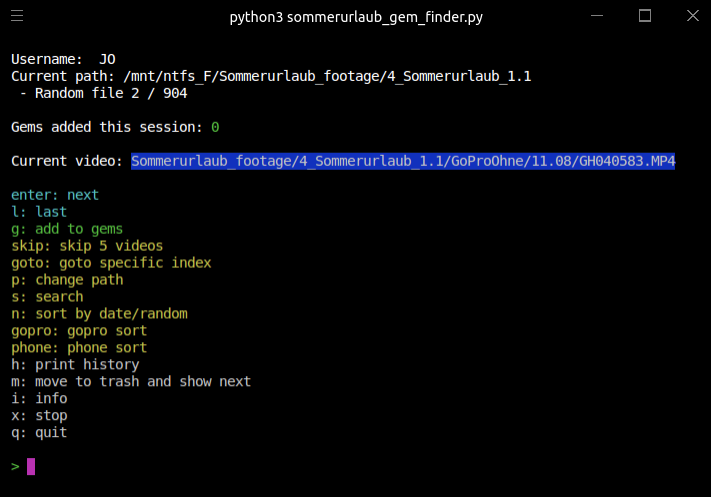 python3 sommerurlaub_gem_finder.py
Username:  JO
Current path: /mnt/ntfs_F/Sommerurlaub_footage/4_Sommerurlaub_1.1
 - Random file 2 / 904
Gems added this session: 0
Current video: Sommerurlaub_footage/4_Sommerurlaub_1.1/GoProOhne/11.08/GH040583.MP4
enter: next
l: last
g: add to gems
skip: skip 5 videos
goto: goto specific index
p: change path
s: search
n: sort by date/random
gopro: gopro sort
phone: phone sort
h: print history
m: move to trash and show next
i: info
x: stop
q: quit
>